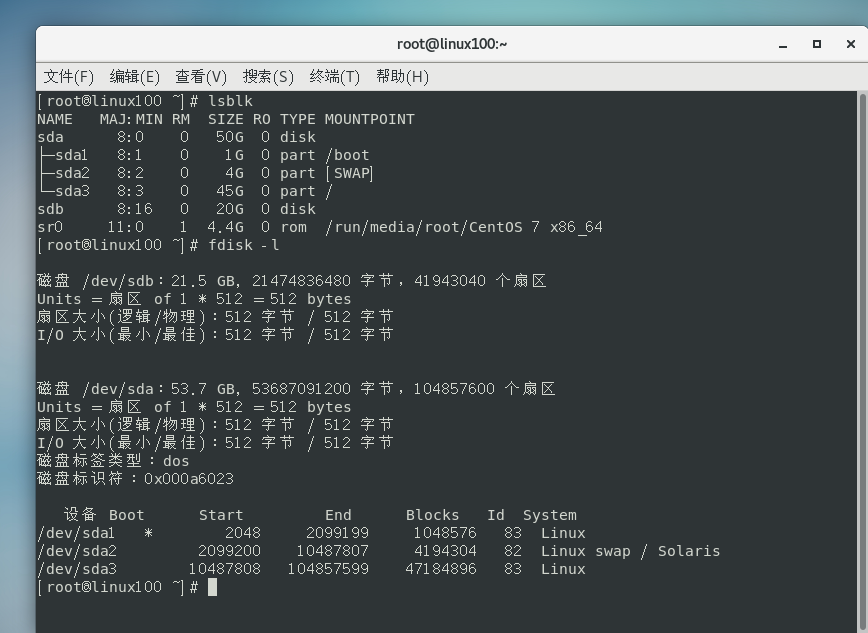 root@linux100:~
文件(F) 编辑(E) 查看(V) 搜索(S) 终端(T) 帮助(H)
[root@linux100 ~]# lsblk
NAME   MAJ:MIN RM  SIZE RO TYPE MOUNTPOINT
sda      8:0    0   50G  0 disk
├─sda1   8:1    0    1G  0 part /boot
├─sda2   8:2    0    4G  0 part [SWAP]
└─sda3   8:3    0   45G  0 part /
sdb      8:16   0   20G  0 disk
sr0     11:0    1  4.4G  0 rom  /run/media/root/CentOS 7 x86_64
[root@linux100 ~]# fdisk -l
磁盘 /dev/sdb：21.5 GB, 21474836480 字节，41943040 个扇区
Units = 扇区 of 1 * 512 = 512 bytes
扇区大小(逻辑/物理)：512 字节 / 512 字节
I/O 大小(最小/最佳)：512 字节 / 512 字节
磁盘 /dev/sda：53.7 GB, 53687091200 字节，104857600 个扇区
Units = 扇区 of 1 * 512 = 512 bytes
扇区大小(逻辑/物理)：512 字节 / 512 字节
I/O 大小(最小/最佳)：512 字节 / 512 字节
磁盘标签类型：dos
磁盘标识符：0x000a6023
   设备 Boot      Start         End      Blocks   Id  System
/dev/sda1   *        2048     2099199     1048576   83  Linux
/dev/sda2         2099200    10487807     4194304   82  Linux swap / Solaris
/dev/sda3        10487808   104857599    47184896   83  Linux
[root@linux100 ~]#